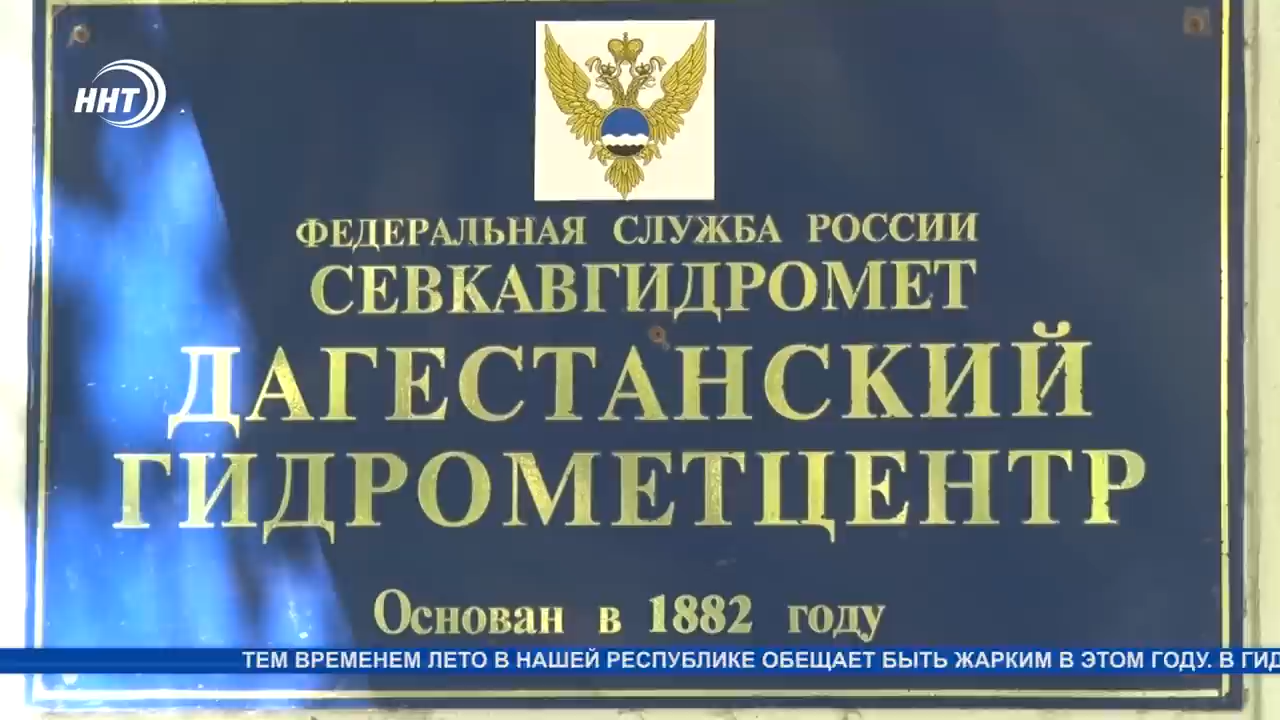 ННТ
ФЕДЕРАЛЬНАЯ СЛУЖБА РОССИИ
СЕВКАВГИДРОМЕТ
ДАГЕСТАНСКИЙ
ГИДРОМЕТЦЕНТР
Основан в 1882 году
ТЕМ ВРЕМЕНЕМ ЛЕТО В НАШЕЙ РЕСПУБЛИКЕ ОБЕЩАЕТ БЫТЬ ЖАРКИМ В ЭТОМ ГОДУ. В ГИД